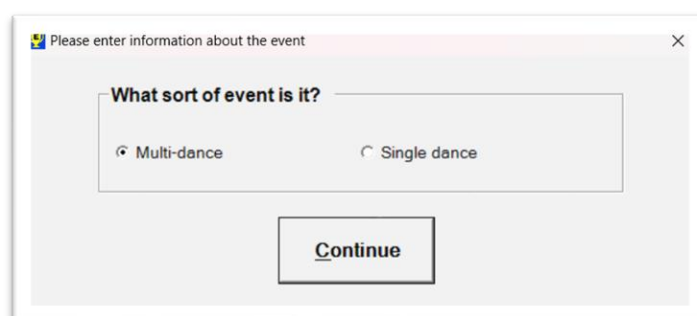 Please enter information about the event
What sort of event is it?
Multi-dance Single dance
Continue